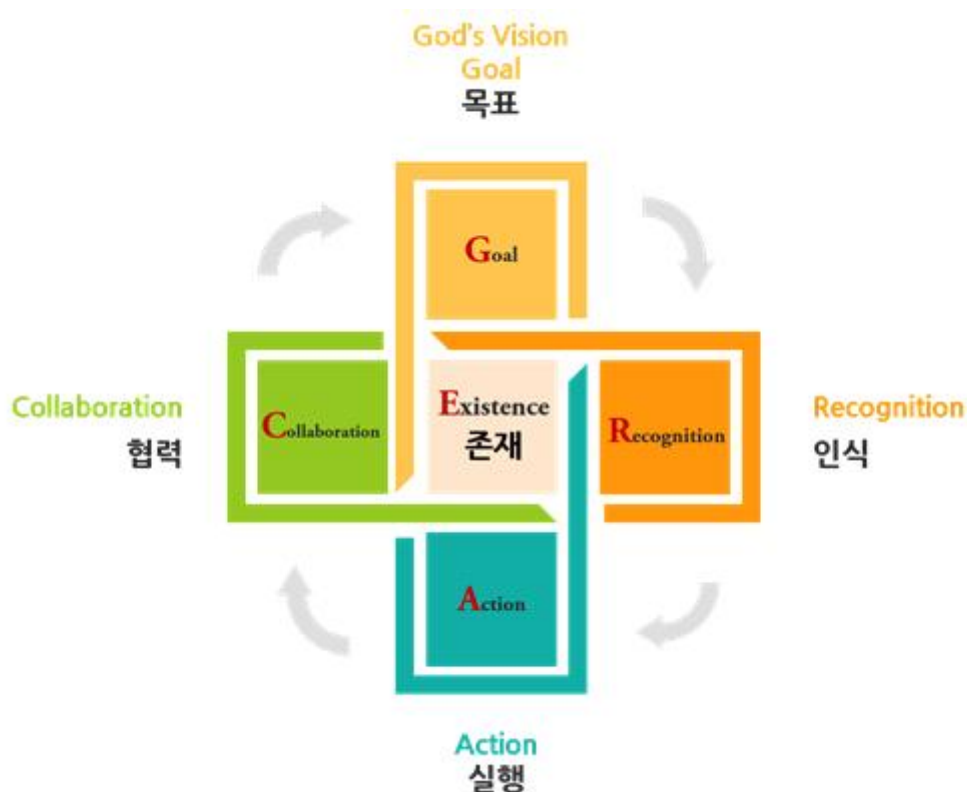 God's Vision
Goal
목표
Goal
Collaboration
협력
Collaboration
Existence
존재
Recognition
Recognition
인식
Action
Action
실행